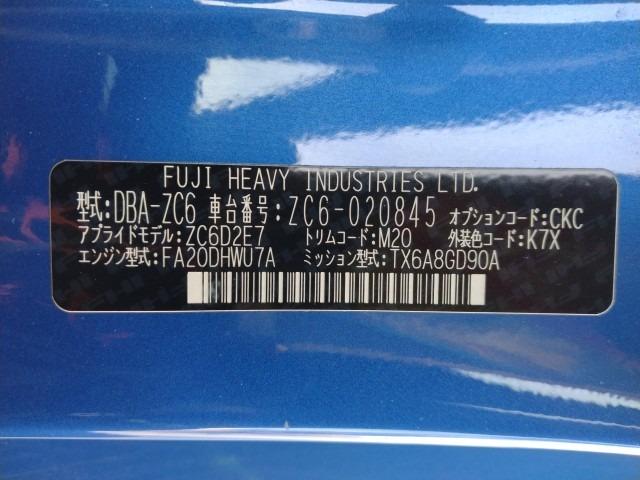 FUJI HEAVY INDUSTRIES LTD.
型式:DBA-ZC6 車台番号:ZC6-020845 オプションコード:CKC
アプライドモデル:ZC6D2E7 トリムコード:M20 外装色コード:K7X
エンジン型式:FA20DHWU7A ミッション型式:TX6A8GD90A